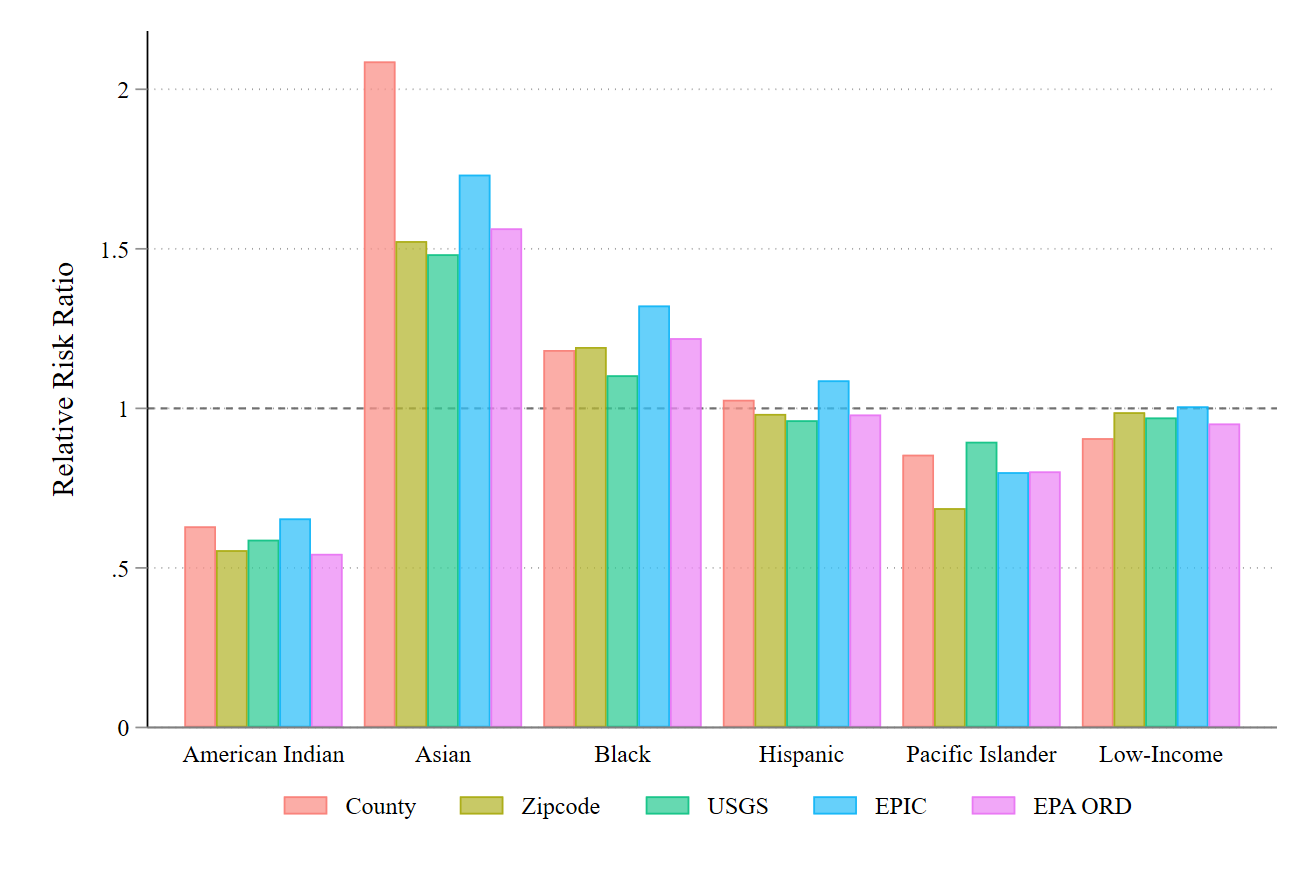 Relative Risk Ratio
2
1.5
1
.5
0
American Indian Asian Black Hispanic Pacific Islander Low-Income
County Zipcode USGS EPIC EPA ORD